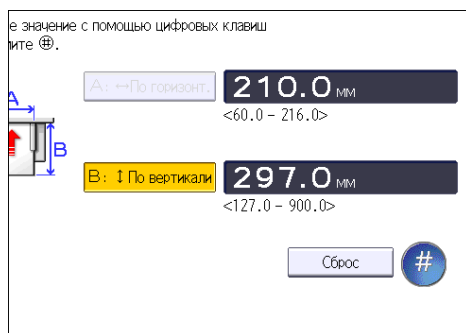 е значение с помощью цифровых клавиш
ите #.
A: ↔По горизонт. 210.0 мм
<60.0 - 216.0>
A
B
B: ↕По вертикали 297.0 мм
<127.0 - 900.0>
Сброс #